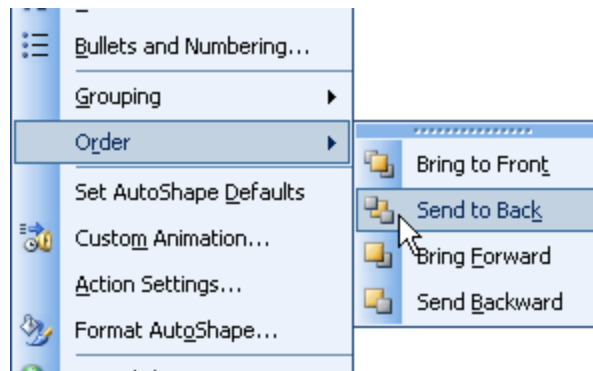 Bullets and Numbering...
Grouping
Order
Set AutoShape Defaults
Custom Animation...
Action Settings...
Format AutoShape...
Bring to Front
Send to Back
Bring Forward
Send Backward